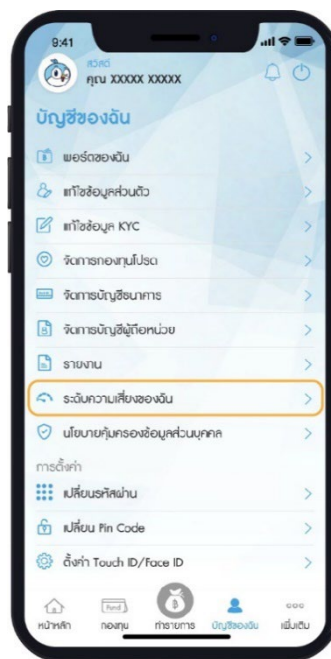 9:41
สวัสดี
คุณ XXXXX XXXXX
บัญชีของฉัน
พอร์ตของฉัน
แก้ไขข้อมูลส่วนตัว
แก้ไขข้อมูล KYC
จัดการกองทุนโปรด
จัดการบัญชีธนาคาร
จัดการบัญชีผู้ถือหน่วย
รายงาน
ระดับความเสี่ยงของฉัน
นโยบายคุ้มครองข้อมูลส่วนบุคคล
การตั้งค่า
เปลี่ยนรหัสผ่าน
เปลี่ยน Pin Code
ตั้งค่า Touch ID/Face ID
Fund
หน้าหลัก กองทุน ทำรายการ บัญชีของฉัน เพิ่มเติม